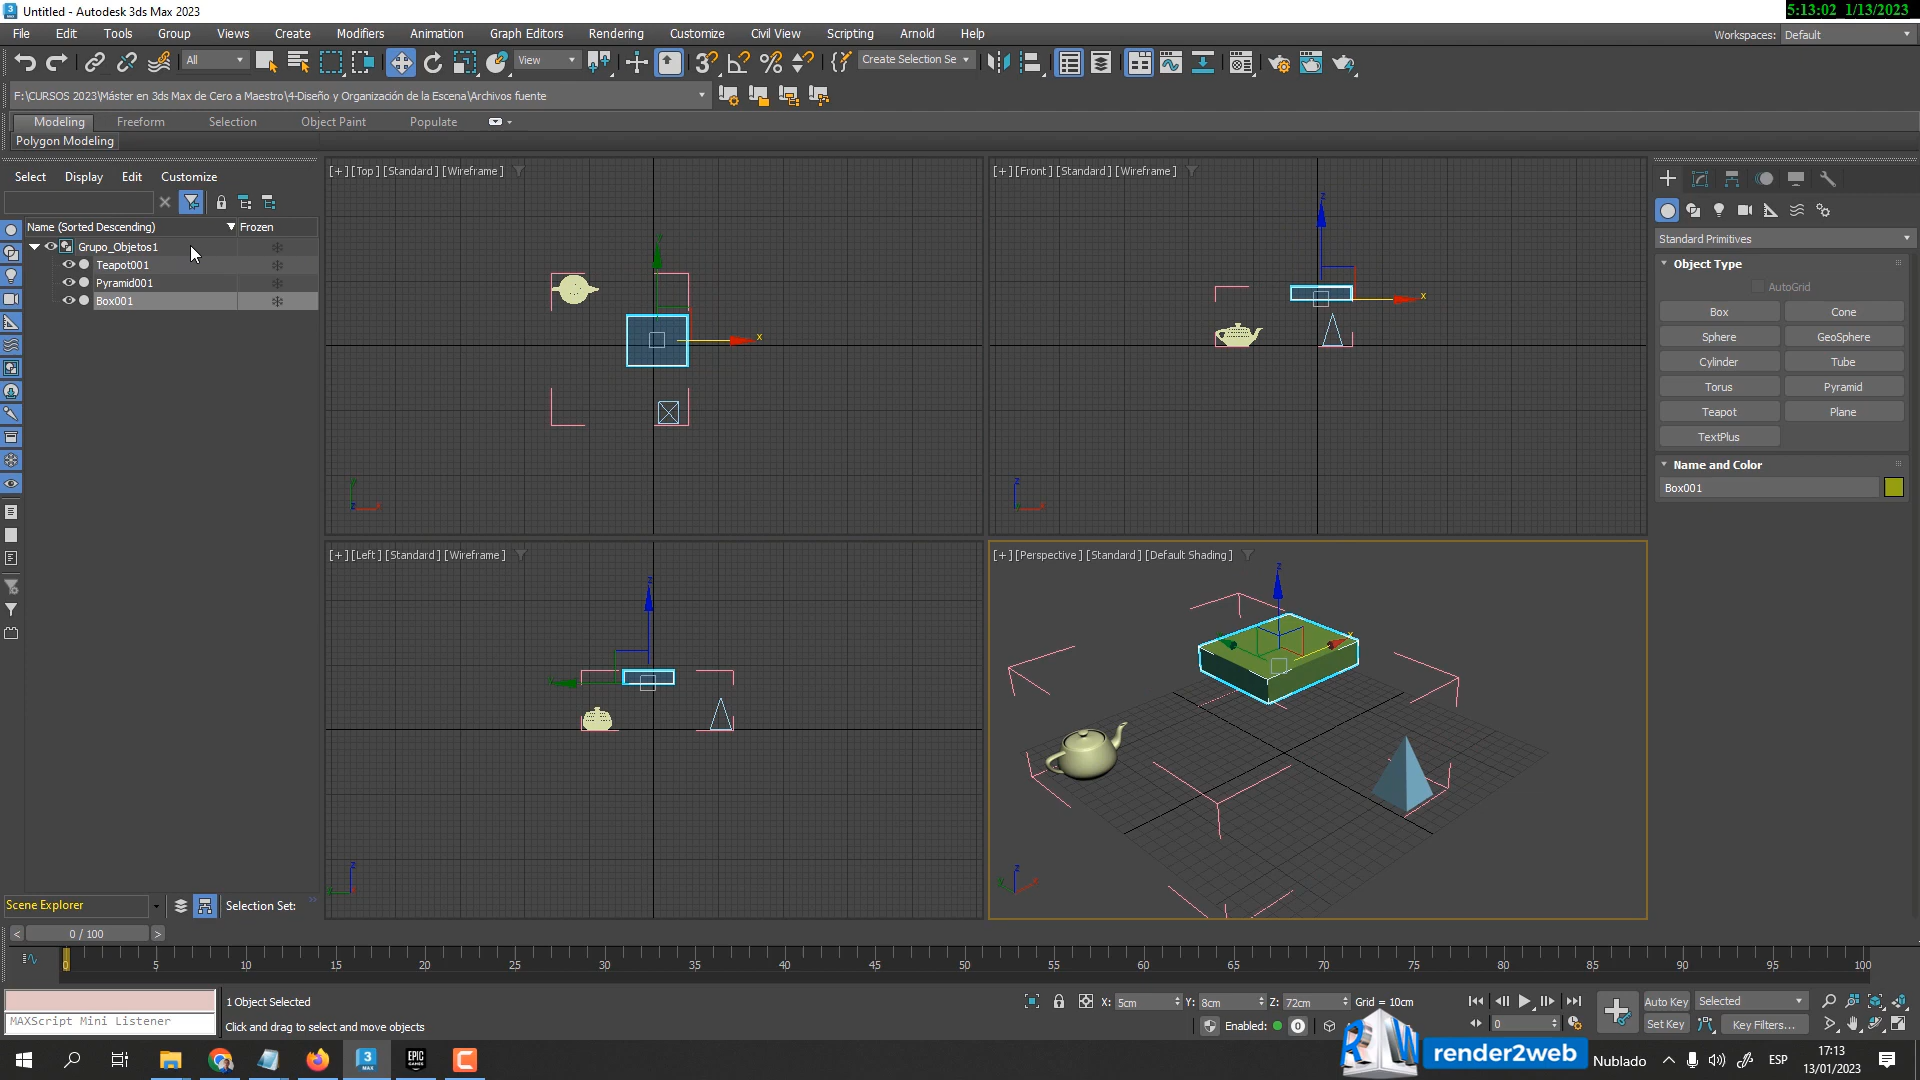 Untitled - Autodesk 3ds Max 2023
5:13:02 1/13/2023
File Edit Tools Group Views Create Modifiers Animation Graph Editors Rendering Customize Civil View Scripting Arnold Help
Workspaces: Default
All View Create Selection Se
F:\CURSOS 2023\Máster en 3ds Max de Cero a Maestro\4-Diseño y Organización de la Escena\Archivos fuente
Modeling Freeform Selection Object Paint Populate
Polygon Modeling
Select Display Edit Customize
Name (Sorted Descending) Frozen
Grupo_Objetos1
Teapot001
Pyramid001
Box001
[+] [Top] [Standard] [Wireframe]
[+] [Front] [Standard] [Wireframe]
[+] [Left] [Standard] [Wireframe]
[+] [Perspective] [Standard] [Default Shading]
Standard Primitives
Object Type
AutoGrid
Box Cone
Sphere GeoSphere
Cylinder Tube
Torus Pyramid
Teapot Plane
TextPlus
Name and Color
Box001
Scene Explorer Selection Set:
< 0 / 100 >
0 5 10 15 20 25 30 35 40 45 50 55 60 65 70 75 80 85 90 95 100
MAXScript Mini Listener
1 Object Selected
Click and drag to select and move objects
X: 5cm Y: 8cm Z: 72cm Grid = 10cm
Enabled: 0
0
Auto Key Selected
Set Key Key Filters...
RW render2web
EPIC GAMES
Nublado
ESP
17:13
13/01/2023